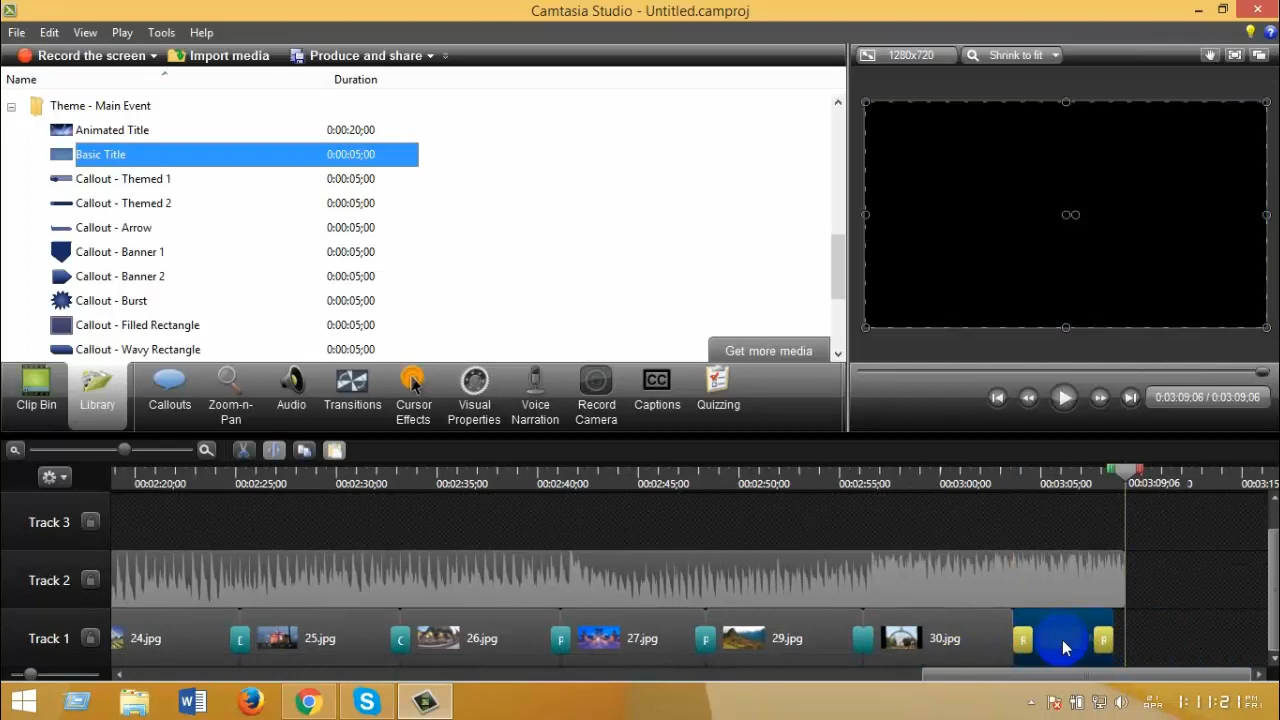 Camtasia Studio - Untitled.camproj
File Edit View Play Tools Help
Record the screen Import media Produce and share 1280x720 Shrink to fit
Name Duration
Theme - Main Event
Animated Title 0:00:20;00
Basic Title 0:00:05;00
Callout - Themed 1 0:00:05;00
Callout - Themed 2 0:00:05;00
Callout - Arrow 0:00:05;00
Callout - Banner 1 0:00:05;00
Callout - Banner 2 0:00:05;00
Callout - Burst 0:00:05;00
Callout - Filled Rectangle 0:00:05;00
Callout - Wavy Rectangle 0:00:05;00
Get more media
Clip Bin Library Callouts Zoom-n-Pan Audio Transitions Cursor Effects Visual Properties Voice Narration Record Camera Captions Quizzing
0:03:09;06 / 0:03:09;06
00:02:20;00 00:02:25;00 00:02:30;00 00:02:35;00 00:02:40;00 00:02:45;00 00:02:50;00 00:02:55;00 00:03:00;00 00:03:05;00 00:03:09;06 00:03:15
Track 3
Track 2
Track 1 24.jpg 25.jpg 26.jpg 27.jpg 29.jpg 30.jpg